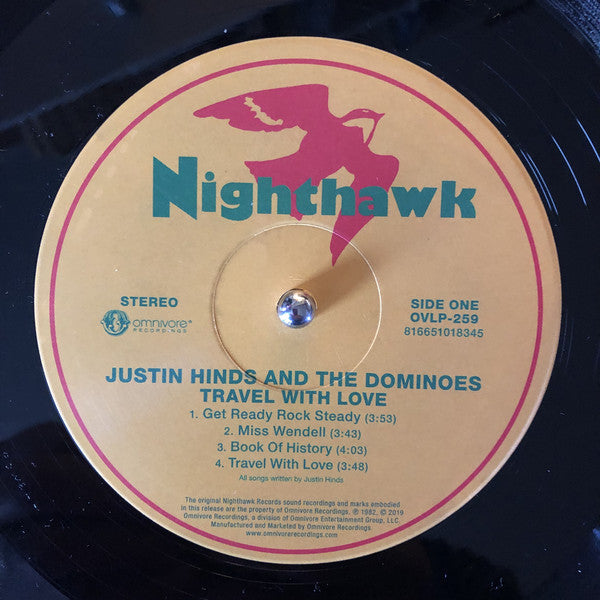 Nighthawk
STEREO
omnivore
RECORDINGS
SIDE ONE
OVLP-259
816651018345
JUSTIN HINDS AND THE DOMINOES
TRAVEL WITH LOVE
1. Get Ready Rock Steady (3:53)
2. Miss Wendell (3:43)
3. Book Of History (4:03)
4. Travel With Love (3:48)
All songs written by Justin Hinds
The original Nighthawk Records sound recordings and marks embodied
in this release are the property of Omnivore Recordings. ℗ 1982, © 2019
Omnivore Recordings, a division of Omnivore Entertainment Group, LLC.
Manufactured and Marketed by Omnivore Recordings.
www.omnivorerecordings.com